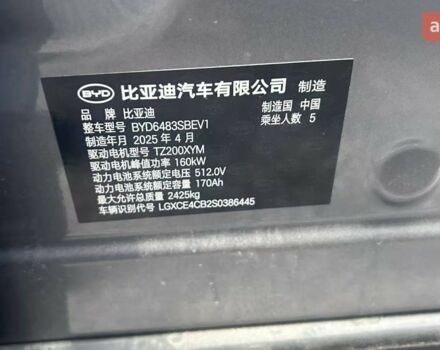 BYD 比亚迪汽车有限公司 制造
品牌 比亚迪 制造国 中国
整车型号 BYD6483SBEV1 乘坐人数 5
制造年月 2025 年 4 月
驱动电机型号 TZ200XYM
驱动电机峰值功率 160kW
动力电池系统额定电压 512.0V
动力电池系统额定容量 170Ah
最大允许总质量 2425kg
车辆识别代号 LGXCE4CB2S0386445